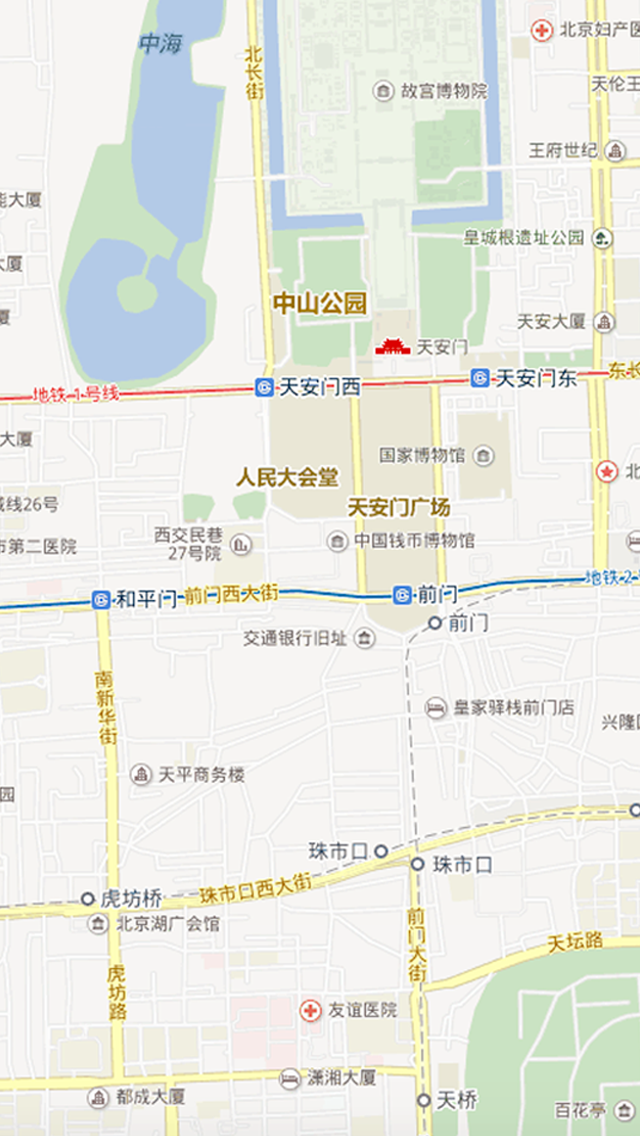 北京妇产医
中海
北长街
天伦王
故宫博物院
王府世纪
能大厦
皇城根遗址公园
大厦
中山公园
厦
天安大厦
天安门
东长
天安门东
天安门西
地铁1号线
大厦
国家博物馆
北
人民大会堂
城线26号
天安门广场
西交民巷
27号院
中国钱币博物馆
市第二医院
地铁2
前门西大街
前门
和平门
前门
交通银行旧址
南新华街
皇家驿栈前门店
兴隆
天平商务楼
园
珠市口
珠市口
珠市口西大街
虎坊桥
北京湖广会馆
前门大街
天坛路
虎坊路
友谊医院
潇湘大厦
都成大厦
天桥
百花亭